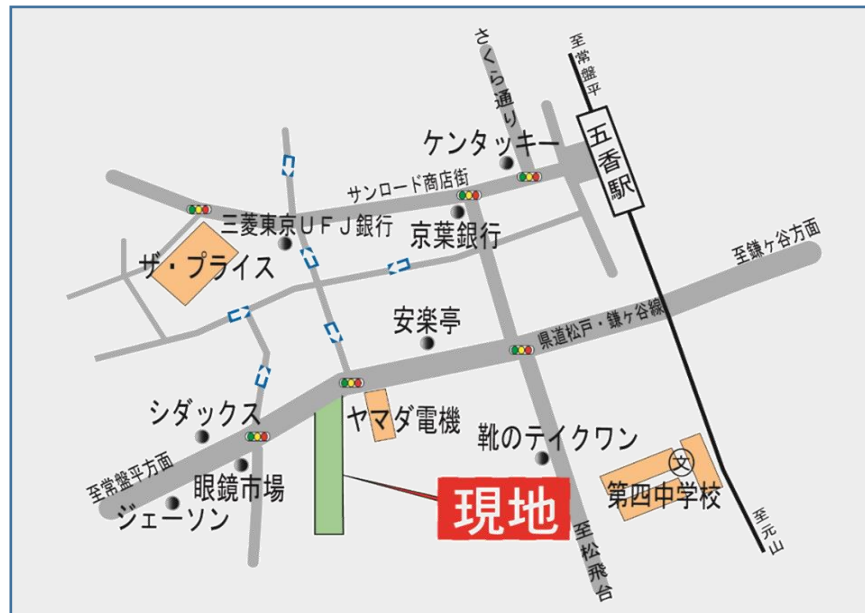 さくら通り
至常盤平
五香駅
ケンタッキー
サンロード商店街
三菱東京ＵＦＪ銀行
京葉銀行
ザ・プライス
至鎌ヶ谷方面
安楽亭
県道松戸・鎌ヶ谷線
シダックス
ヤマダ電機
靴のテイクワン
至常盤平方面
眼鏡市場
ジェーソン
現地
文
第四中学校
至元山
至松飛台